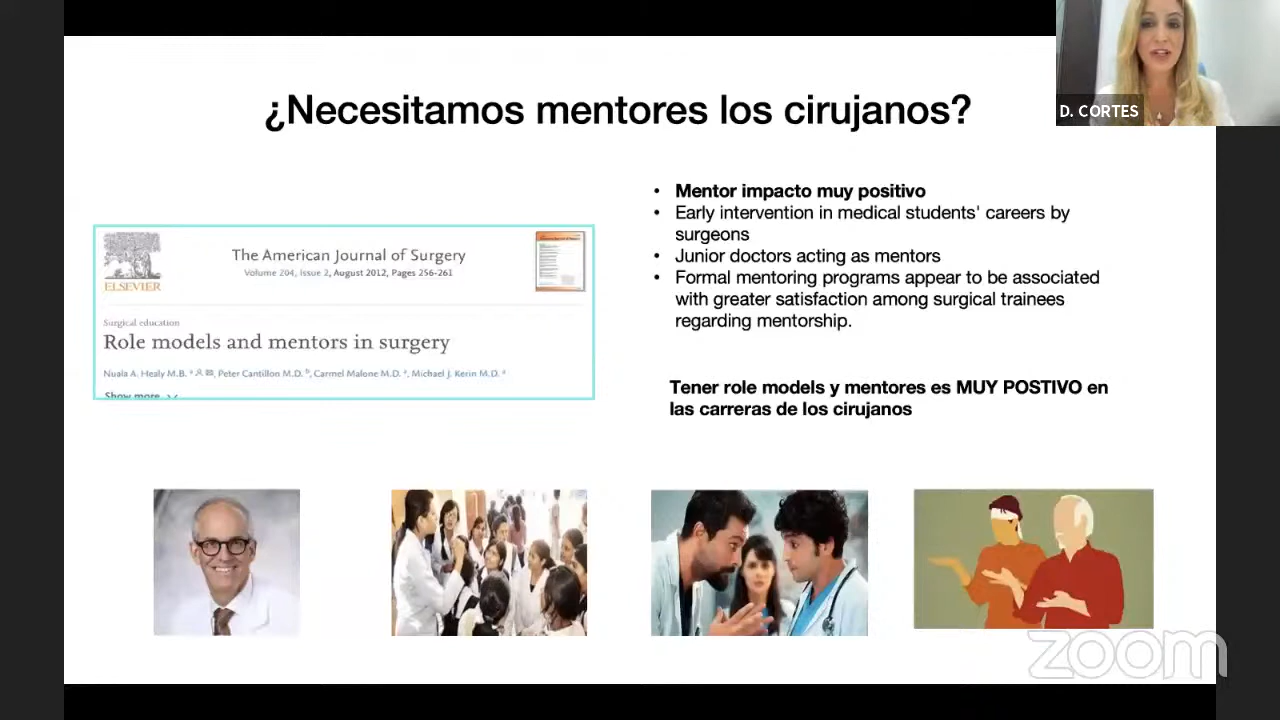 ¿Necesitamos mentores los cirujanos?
D. CORTES
ELSEVIER
The American Journal of Surgery
Volume 204, Issue 2, August 2012, Pages 256-261
Surgical education
Role models and mentors in surgery
Nuala A. Healy M.B. a, Peter Cantillon M.D. b, Carmel Malone M.D. a, Michael J. Kerin M.D. a
Show more
• Mentor impacto muy positivo
• Early intervention in medical students' careers by
surgeons
• Junior doctors acting as mentors
• Formal mentoring programs appear to be associated
with greater satisfaction among surgical trainees
regarding mentorship.
Tener role models y mentores es MUY POSTIVO en
las carreras de los cirujanos
zoom